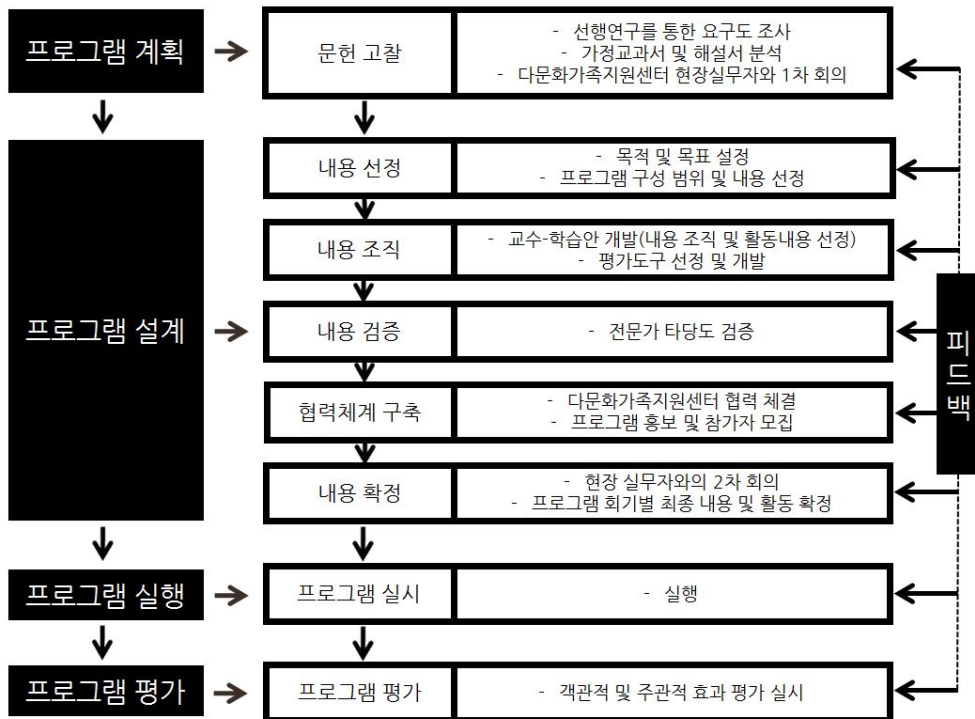 프로그램 계획
문헌 고찰
- 선행연구를 통한 요구도 조사
- 가정교과서 및 해설서 분석
- 다문화가족지원센터 현장실무자와 1차 회의
프로그램 설계
내용 선정
- 목적 및 목표 설정
- 프로그램 구성 범위 및 내용 선정
내용 조직
- 교수-학습안 개발(내용 조직 및 활동내용 선정)
- 평가도구 선정 및 개발
내용 검증
- 전문가 타당도 검증
협력체계 구축
- 다문화가족지원센터 협력 체결
- 프로그램 홍보 및 참가자 모집
내용 확정
- 현장 실무자와의 2차 회의
- 프로그램 회기별 최종 내용 및 활동 확정
프로그램 실행
프로그램 실시
- 실행
프로그램 평가
프로그램 평가
- 객관적 및 주관적 효과 평가 실시
피드백